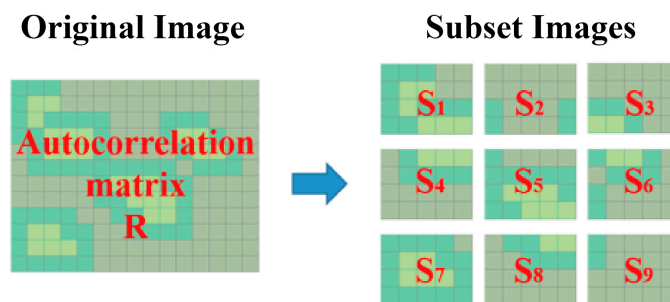 Original Image
Subset Images
Autocorrelation
matrix
R
S1 S2 S3
S4 S5 S6
S7 S8 S9